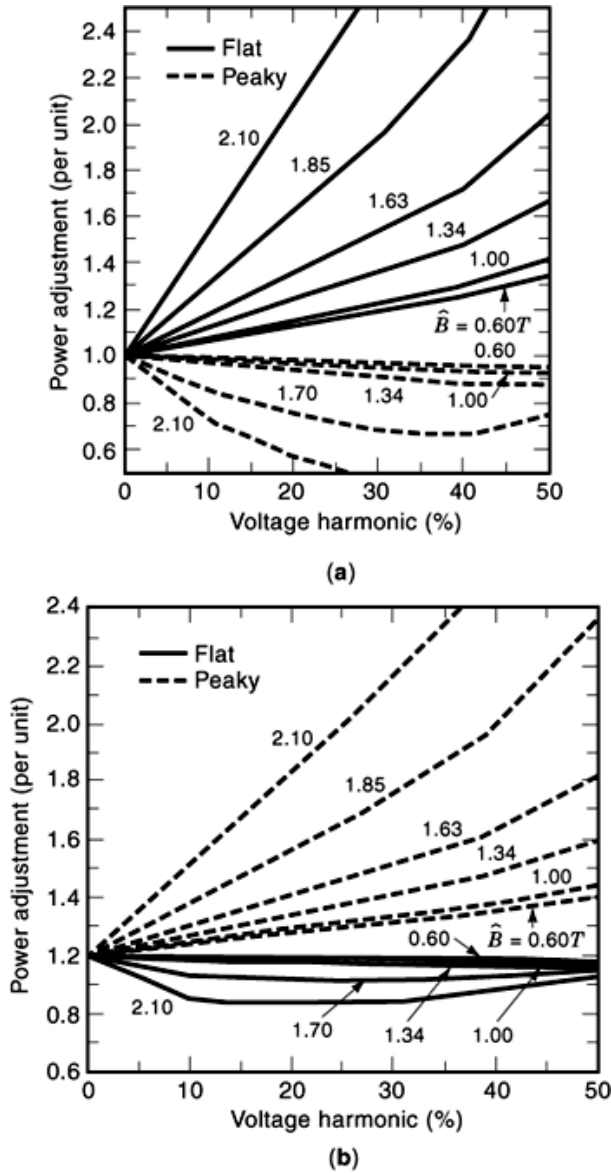 2.4
Flat
Peaky
2.2
2.0
2.10
1.85
1.8
1.63
1.6
1.34
1.4
1.00
1.2
B̂ = 0.60T
1.0
0.60
0.8
1.70
1.34
1.00
2.10
0.6
0 10 20 30 40 50
Power adjustment (per unit)
Voltage harmonic (%)
(a)
2.4
Flat
Peaky
2.2
2.10
2.0
1.85
1.8
1.63
1.6
1.34
1.00
1.4
0.60
B̂ = 0.60T
1.2
1.0
2.10
1.70
1.34
1.00
0.8
0.6
0 10 20 30 40 50
Power adjustment (per unit)
Voltage harmonic (%)
(b)